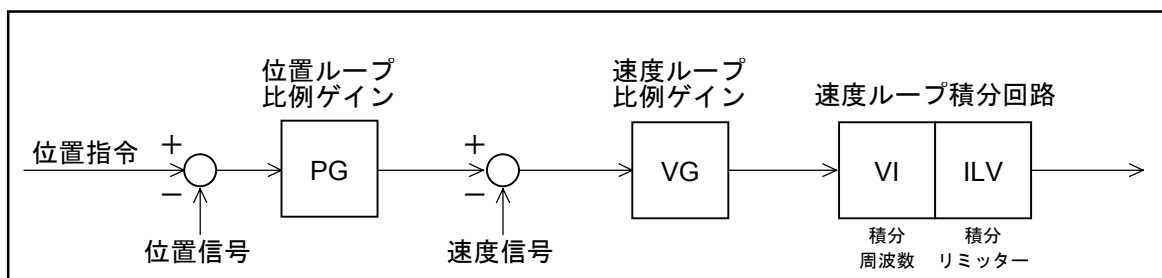 位置ループ
比例ゲイン
速度ループ
比例ゲイン
速度ループ積分回路
位置指令
+
−
PG
+
−
VG
VI
ILV
位置信号
速度信号
積分
周波数
積分
リミッター